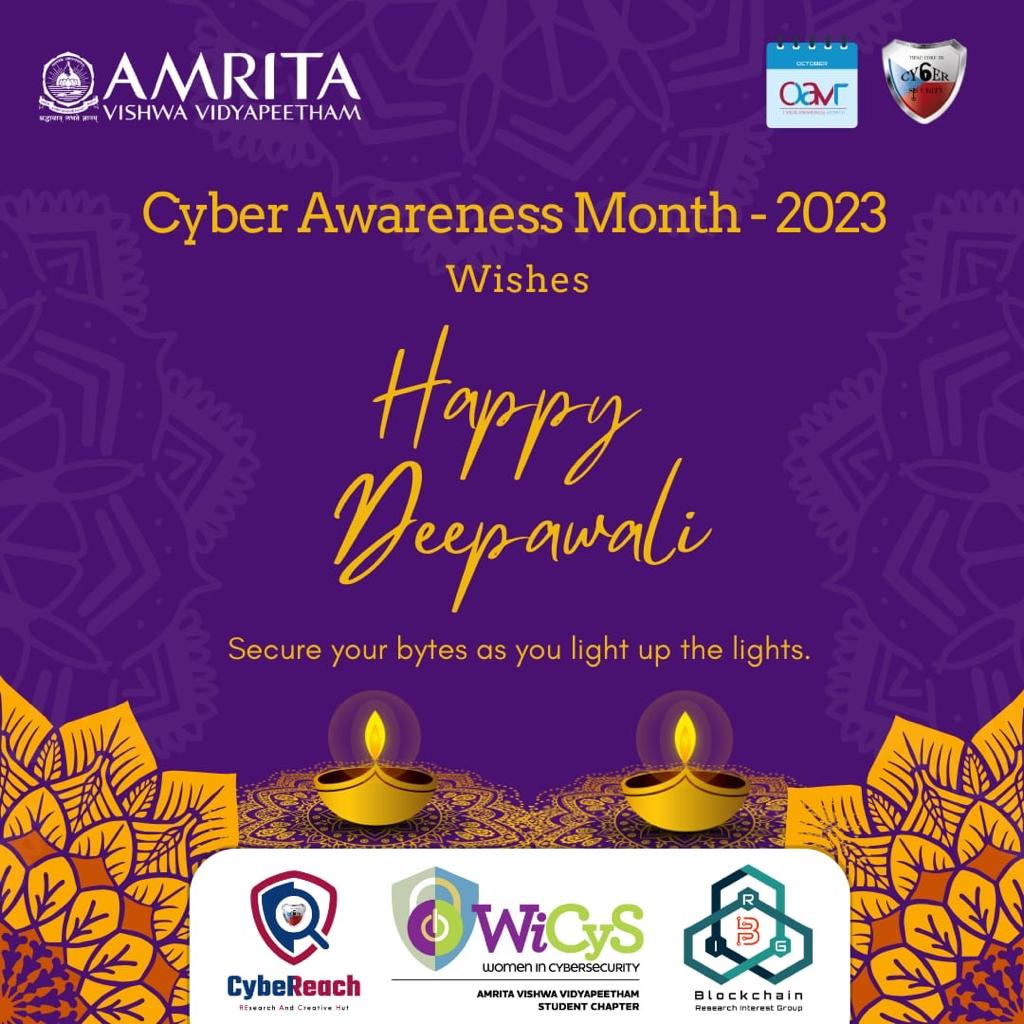 AMRITA
VISHWA VIDYAPEETHAM
OCTOBER
CYBER
Cyber Awareness Month - 2023
Wishes
Happy
Deepawali
Secure your bytes as you light up the lights.
CybeReach
REsearch And Creative Hut
WiCyS
WOMEN IN CYBERSECURITY
AMRITA VISHWA VIDYAPEETHAM
STUDENT CHAPTER
R
I B G
Blockchain
Research Interest Group